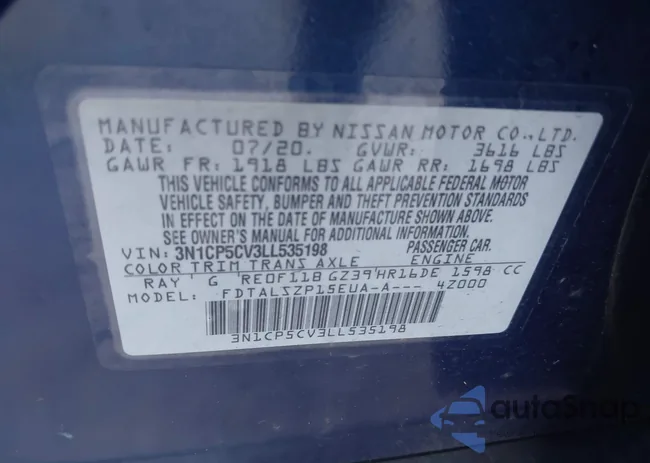 MANUFACTURED BY NISSAN MOTOR CO., LTD.
DATE: 07/20. GVWR: 3616 LBS
GAWR FR: 1918 LBS GAWR RR: 1698 LBS
THIS VEHICLE CONFORMS TO ALL APPLICABLE FEDERAL MOTOR
VEHICLE SAFETY, BUMPER AND THEFT PREVENTION STANDARDS
IN EFFECT ON THE DATE OF MANUFACTURE SHOWN ABOVE.
SEE OWNER'S MANUAL FOR ADDITIONAL INFORMATION
VIN: 3N1CP5CV3LL535198 PASSENGER CAR.
COLOR TRIM TRANS AXLE ENGINE
RAY G RE0F11B GZ39 HR16DE 1598 CC
MODEL: FDTALSZP15EUA-A--- 4Z000
3N1CP5CV3LL535198
autoSnap